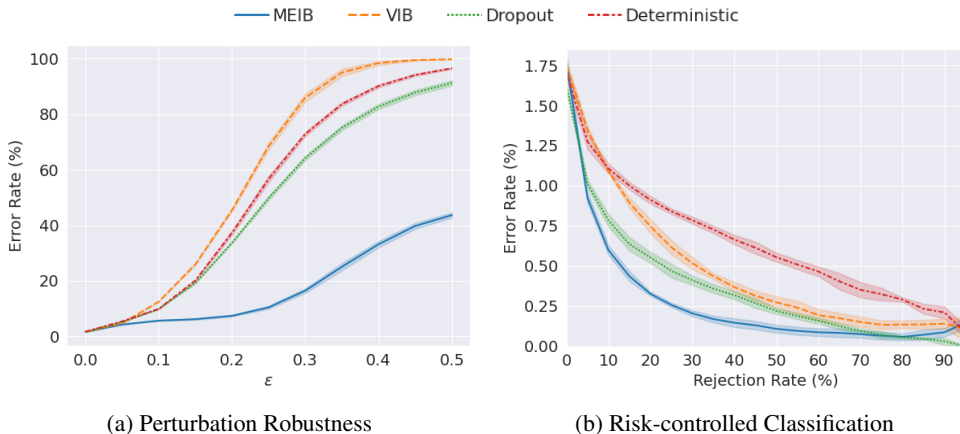 MEIB VIB Dropout Deterministic
100
80
60
40
20
0
Error Rate (%)
0.0 0.1 0.2 0.3 0.4 0.5
ε
(a) Perturbation Robustness
1.75
1.50
1.25
1.00
0.75
0.50
0.25
0.00
Error Rate (%)
0 10 20 30 40 50 60 70 80 90
Rejection Rate (%)
(b) Risk-controlled Classification